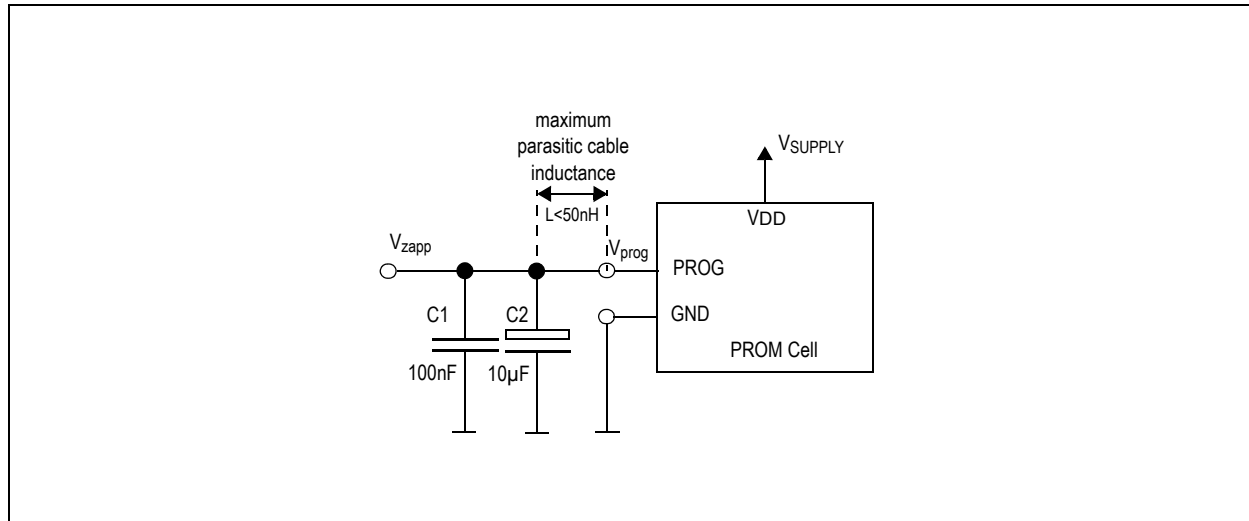 maximum
parasitic cable
inductance
L<50nH
VSUPPLY
VDD
Vzapp
Vprog
PROG
GND
C1
C2
PROM Cell
100nF
10µF